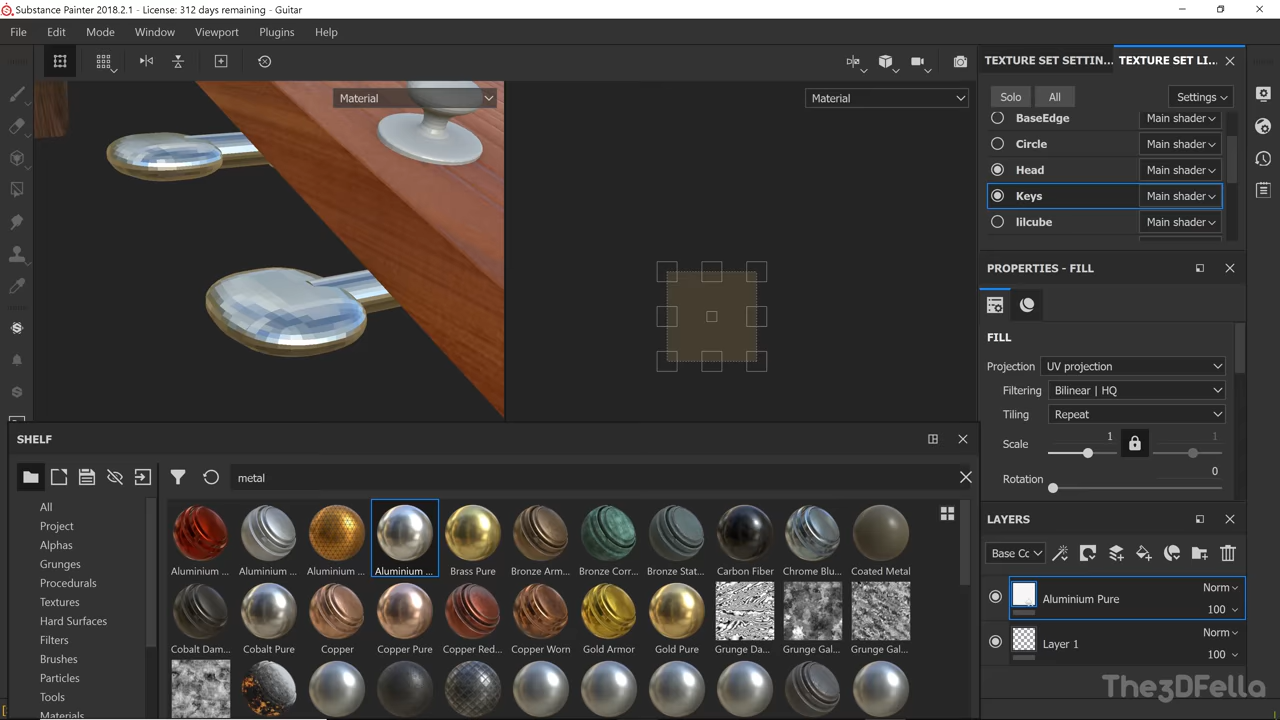 Substance Painter 2018.2.1 - License: 312 days remaining - Guitar
File Edit Mode Window Viewport Plugins Help
TEXTURE SET SETTIN... TEXTURE SET LI...
Material
Material
Solo All Settings
BaseEdge Main shader
Circle Main shader
Head Main shader
Keys Main shader
lilcube Main shader
PROPERTIES - FILL
FILL
Projection UV projection
Filtering Bilinear | HQ
Tiling Repeat
Scale 1 1
Rotation 0
SHELF
metal
All
Project
Alphas
Grunges
Procedurals
Textures
Hard Surfaces
Filters
Brushes
Particles
Tools
Materials
Aluminium ... Aluminium ... Aluminium ... Aluminium ... Brass Pure Bronze Arm... Bronze Corr... Bronze Stat... Carbon Fiber Chrome Blu... Coated Metal
Cobalt Dam... Cobalt Pure Copper Copper Pure Copper Red... Copper Worn Gold Armor Gold Pure Grunge Da... Grunge Gal... Grunge Gal...
LAYERS
Base Cc
Aluminium Pure Norm 100
Layer 1 Norm 100
The3DFella